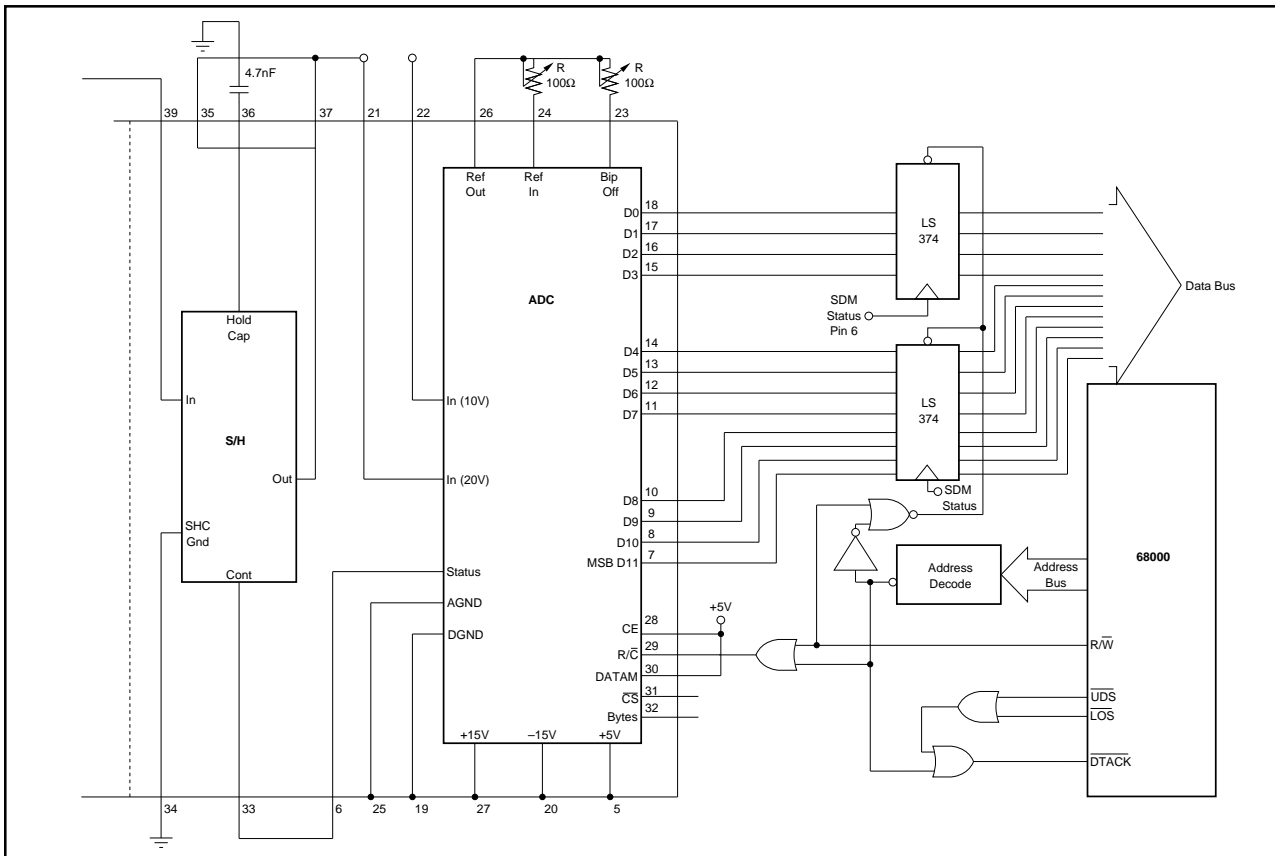 4.7nF
R
100Ω
R
100Ω
39
35
36
37
21
22
26
24
23
Ref
Out
Ref
In
Bip
Off
D0
18
D1
17
D2
16
D3
15
ADC
LS
374
SDM
Status
Pin 6
Data Bus
Hold
Cap
In
S/H
Out
SHC
Gnd
Cont
In (10V)
In (20V)
D4
14
D5
13
D6
12
D7
11
LS
374
SDM
Status
D8
10
D9
9
D10
8
MSB D11
7
Status
AGND
DGND
Address
Decode
Address
Bus
68000
+5V
CE
28
R/C̅
29
DATAM
30
C̅S̅
31
Bytes
32
R/W̅
U̅D̅S̅
L̅O̅S̅
D̅T̅A̅C̅K̅
+15V
–15V
+5V
34
33
6
25
19
27
20
5